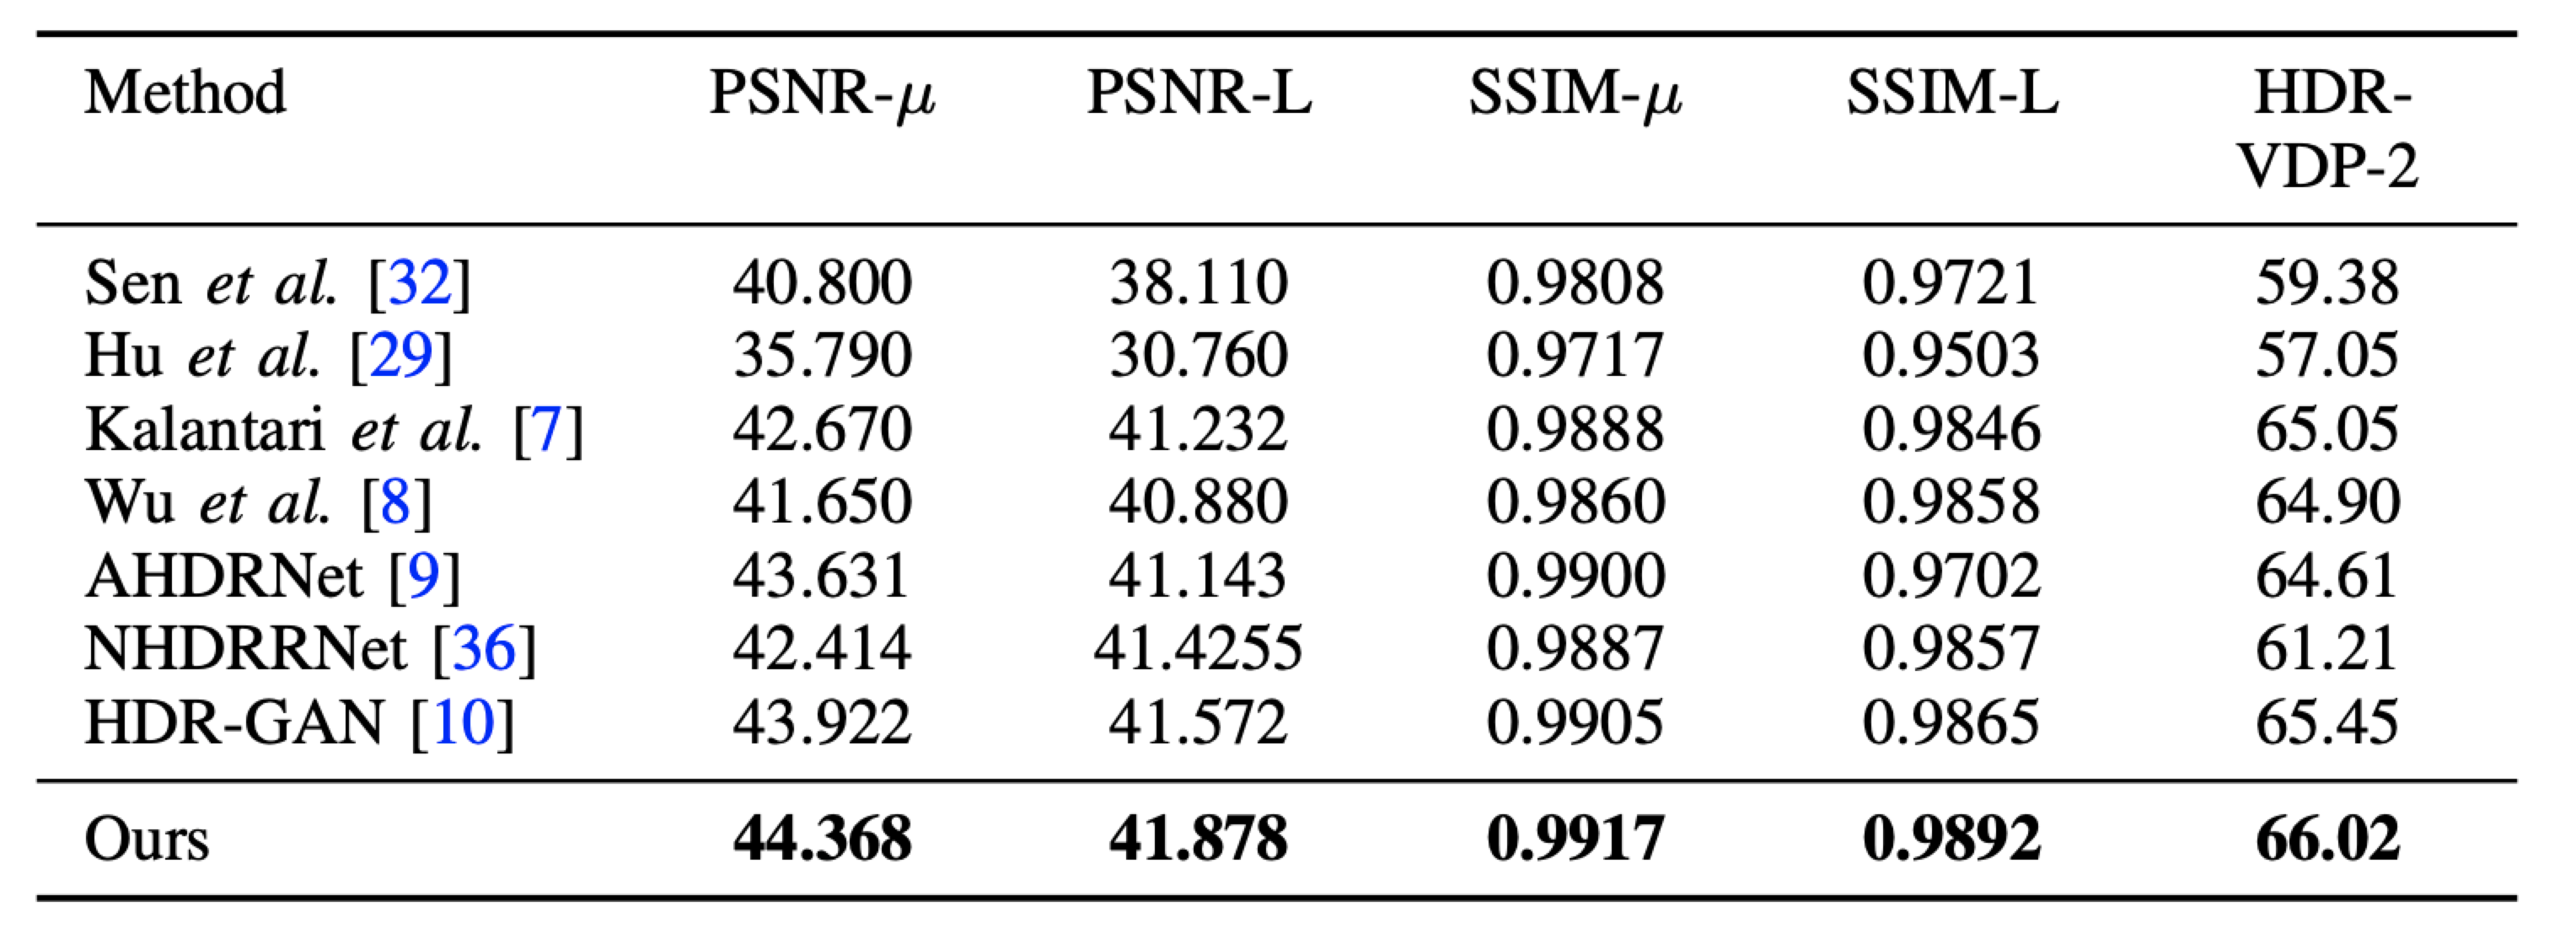 Method PSNR-μ PSNR-L SSIM-μ SSIM-L HDR-
VDP-2
Sen et al. [32] 40.800 38.110 0.9808 0.9721 59.38
Hu et al. [29] 35.790 30.760 0.9717 0.9503 57.05
Kalantari et al. [7] 42.670 41.232 0.9888 0.9846 65.05
Wu et al. [8] 41.650 40.880 0.9860 0.9858 64.90
AHDRNet [9] 43.631 41.143 0.9900 0.9702 64.61
NHDRRNet [36] 42.414 41.4255 0.9887 0.9857 61.21
HDR-GAN [10] 43.922 41.572 0.9905 0.9865 65.45
Ours 44.368 41.878 0.9917 0.9892 66.02